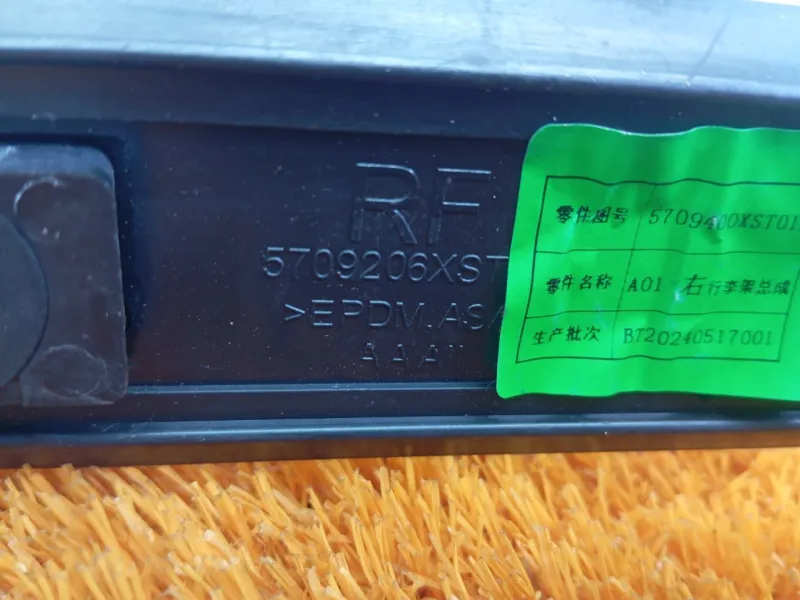 RF
5709206XST
>EPDM.ASA
AAA
零件图号 5709400XST01
零件名称 A01 右行李架总成
生产批次 BT20240517001